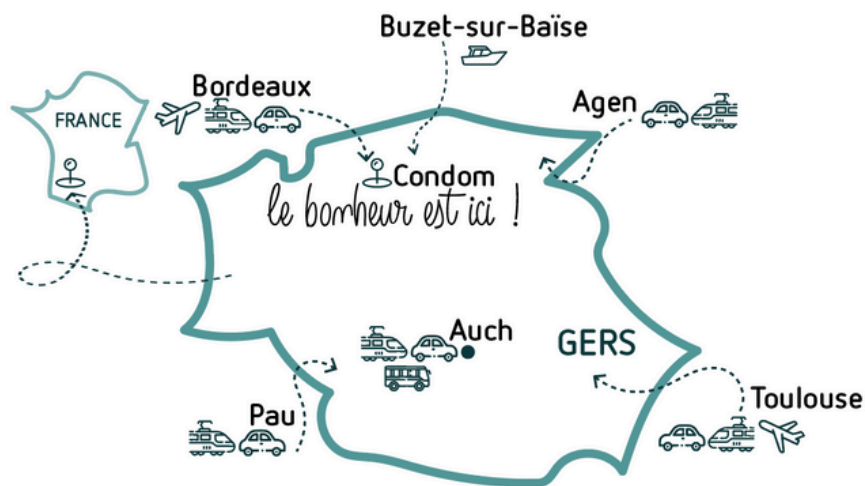 Buzet-sur-Baïse
Bordeaux
Agen
FRANCE
Condom
le bonheur est ici !
Auch
GERS
Toulouse
Pau